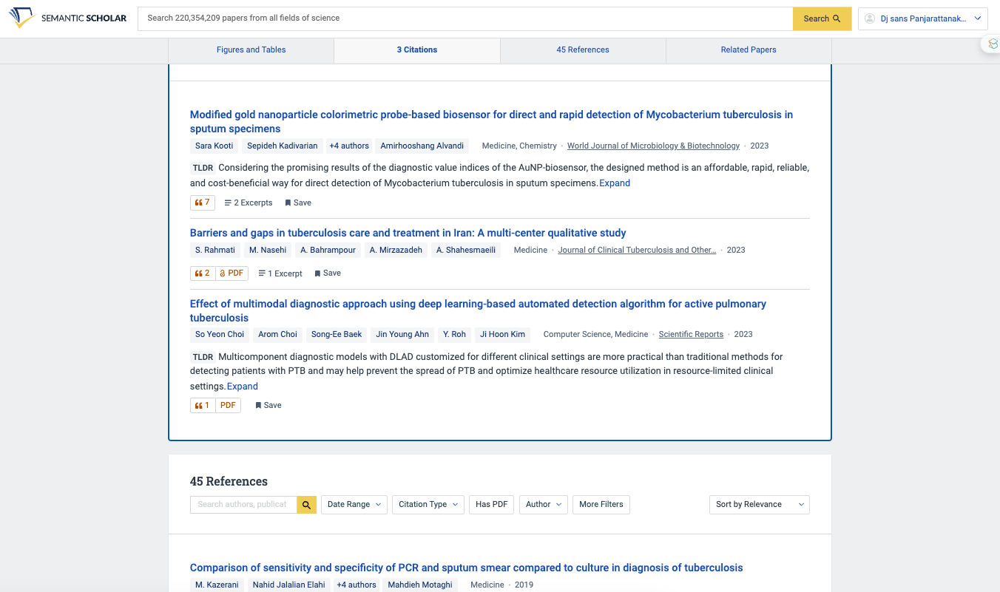 SEMANTIC SCHOLAR
Search 220,354,209 papers from all fields of science
Search
Dj sans Panjarattanak...
Figures and Tables
3 Citations
45 References
Related Papers
Modified gold nanoparticle colorimetric probe-based biosensor for direct and rapid detection of Mycobacterium tuberculosis in
sputum specimens
Sara Kooti Sepideh Kadivarian +4 authors Amirhooshang Alvandi Medicine, Chemistry · World Journal of Microbiology & Biotechnology · 2023
TLDR Considering the promising results of the diagnostic value indices of the AuNP-biosensor, the designed method is an affordable, rapid, reliable,
and cost-beneficial way for direct detection of Mycobacterium tuberculosis in sputum specimens. Expand
7 2 Excerpts Save
Barriers and gaps in tuberculosis care and treatment in Iran: A multi-center qualitative study
S. Rahmati M. Nasehi A. Bahrampour A. Mirzazadeh A. Shahesmaeili Medicine · Journal of Clinical Tuberculosis and Other... · 2023
2 PDF 1 Excerpt Save
Effect of multimodal diagnostic approach using deep learning-based automated detection algorithm for active pulmonary
tuberculosis
So Yeon Choi Arom Choi Song-Ee Baek Jin Young Ahn Y. Roh Ji Hoon Kim Computer Science, Medicine · Scientific Reports · 2023
TLDR Multicomponent diagnostic models with DLAD customized for different clinical settings are more practical than traditional methods for
detecting patients with PTB and may help prevent the spread of PTB and optimize healthcare resource utilization in resource-limited clinical
settings. Expand
1 PDF Save
45 References
Search authors, publicat
Date Range
Citation Type
Has PDF
Author
More Filters
Sort by Relevance
Comparison of sensitivity and specificity of PCR and sputum smear compared to culture in diagnosis of tuberculosis
M. Kazerani Nahid Jalalian Elahi +4 authors Mahdieh Motaghi Medicine · 2019